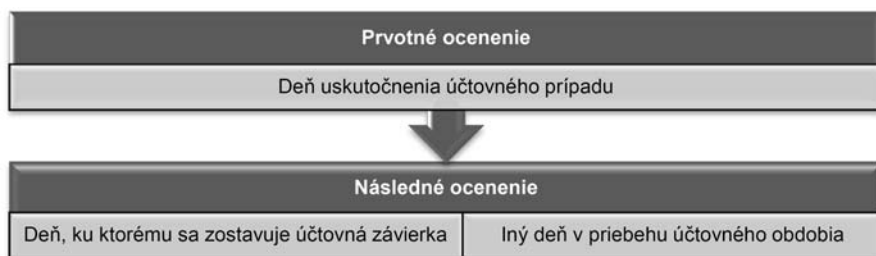 Prvotné ocenenie
Deň uskutočnenia účtovného prípadu
Následné ocenenie
Deň, ku ktorému sa zostavuje účtovná závierka
Iný deň v priebehu účtovného obdobia